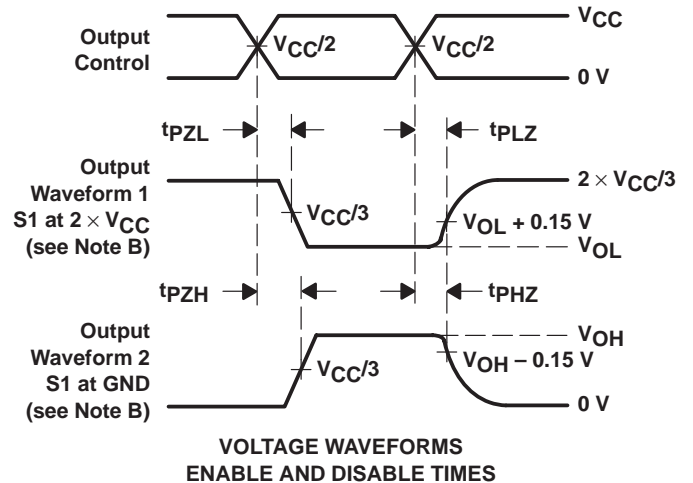 Output
Control
VCC/2
VCC/2
VCC
0 V
tPZL
tPLZ
Output
Waveform 1
S1 at 2 × VCC
(see Note B)
VCC/3
2 × VCC/3
VOL + 0.15 V
VOL
tPZH
tPHZ
Output
Waveform 2
S1 at GND
(see Note B)
VCC/3
VOH
VOH – 0.15 V
0 V
VOLTAGE WAVEFORMS
ENABLE AND DISABLE TIMES